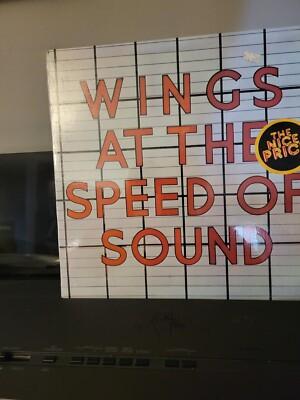 WINGS
AT THE
SPEED OF
SOUND
THE
NICE
PRIC